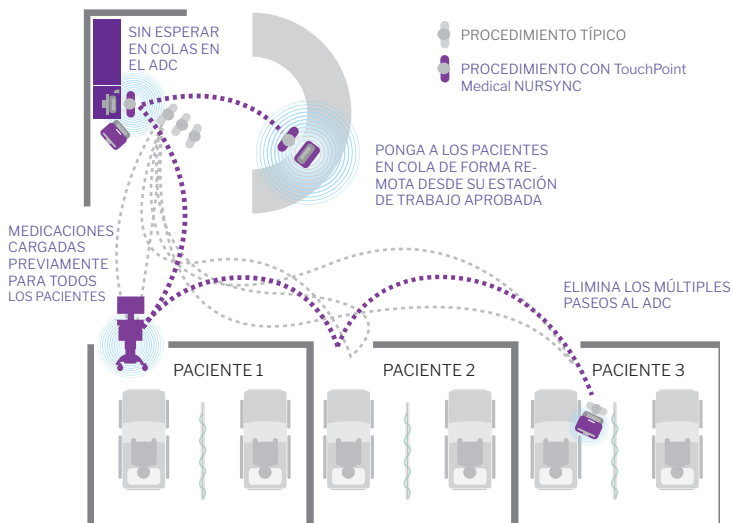 SIN ESPERAR
EN COLAS EN
EL ADC
PROCEDIMIENTO TÍPICO
PROCEDIMIENTO CON TouchPoint
Medical NURSYNC
PONGA A LOS PACIENTES
EN COLA DE FORMA RE-
MOTA DESDE SU ESTACIÓN
DE TRABAJO APROBADA
MEDICACIONES
CARGADAS
PREVIAMENTE
PARA TODOS
LOS PACIENTES
ELIMINA LOS MÚLTIPLES
PASEOS AL ADC
PACIENTE 1
PACIENTE 2
PACIENTE 3